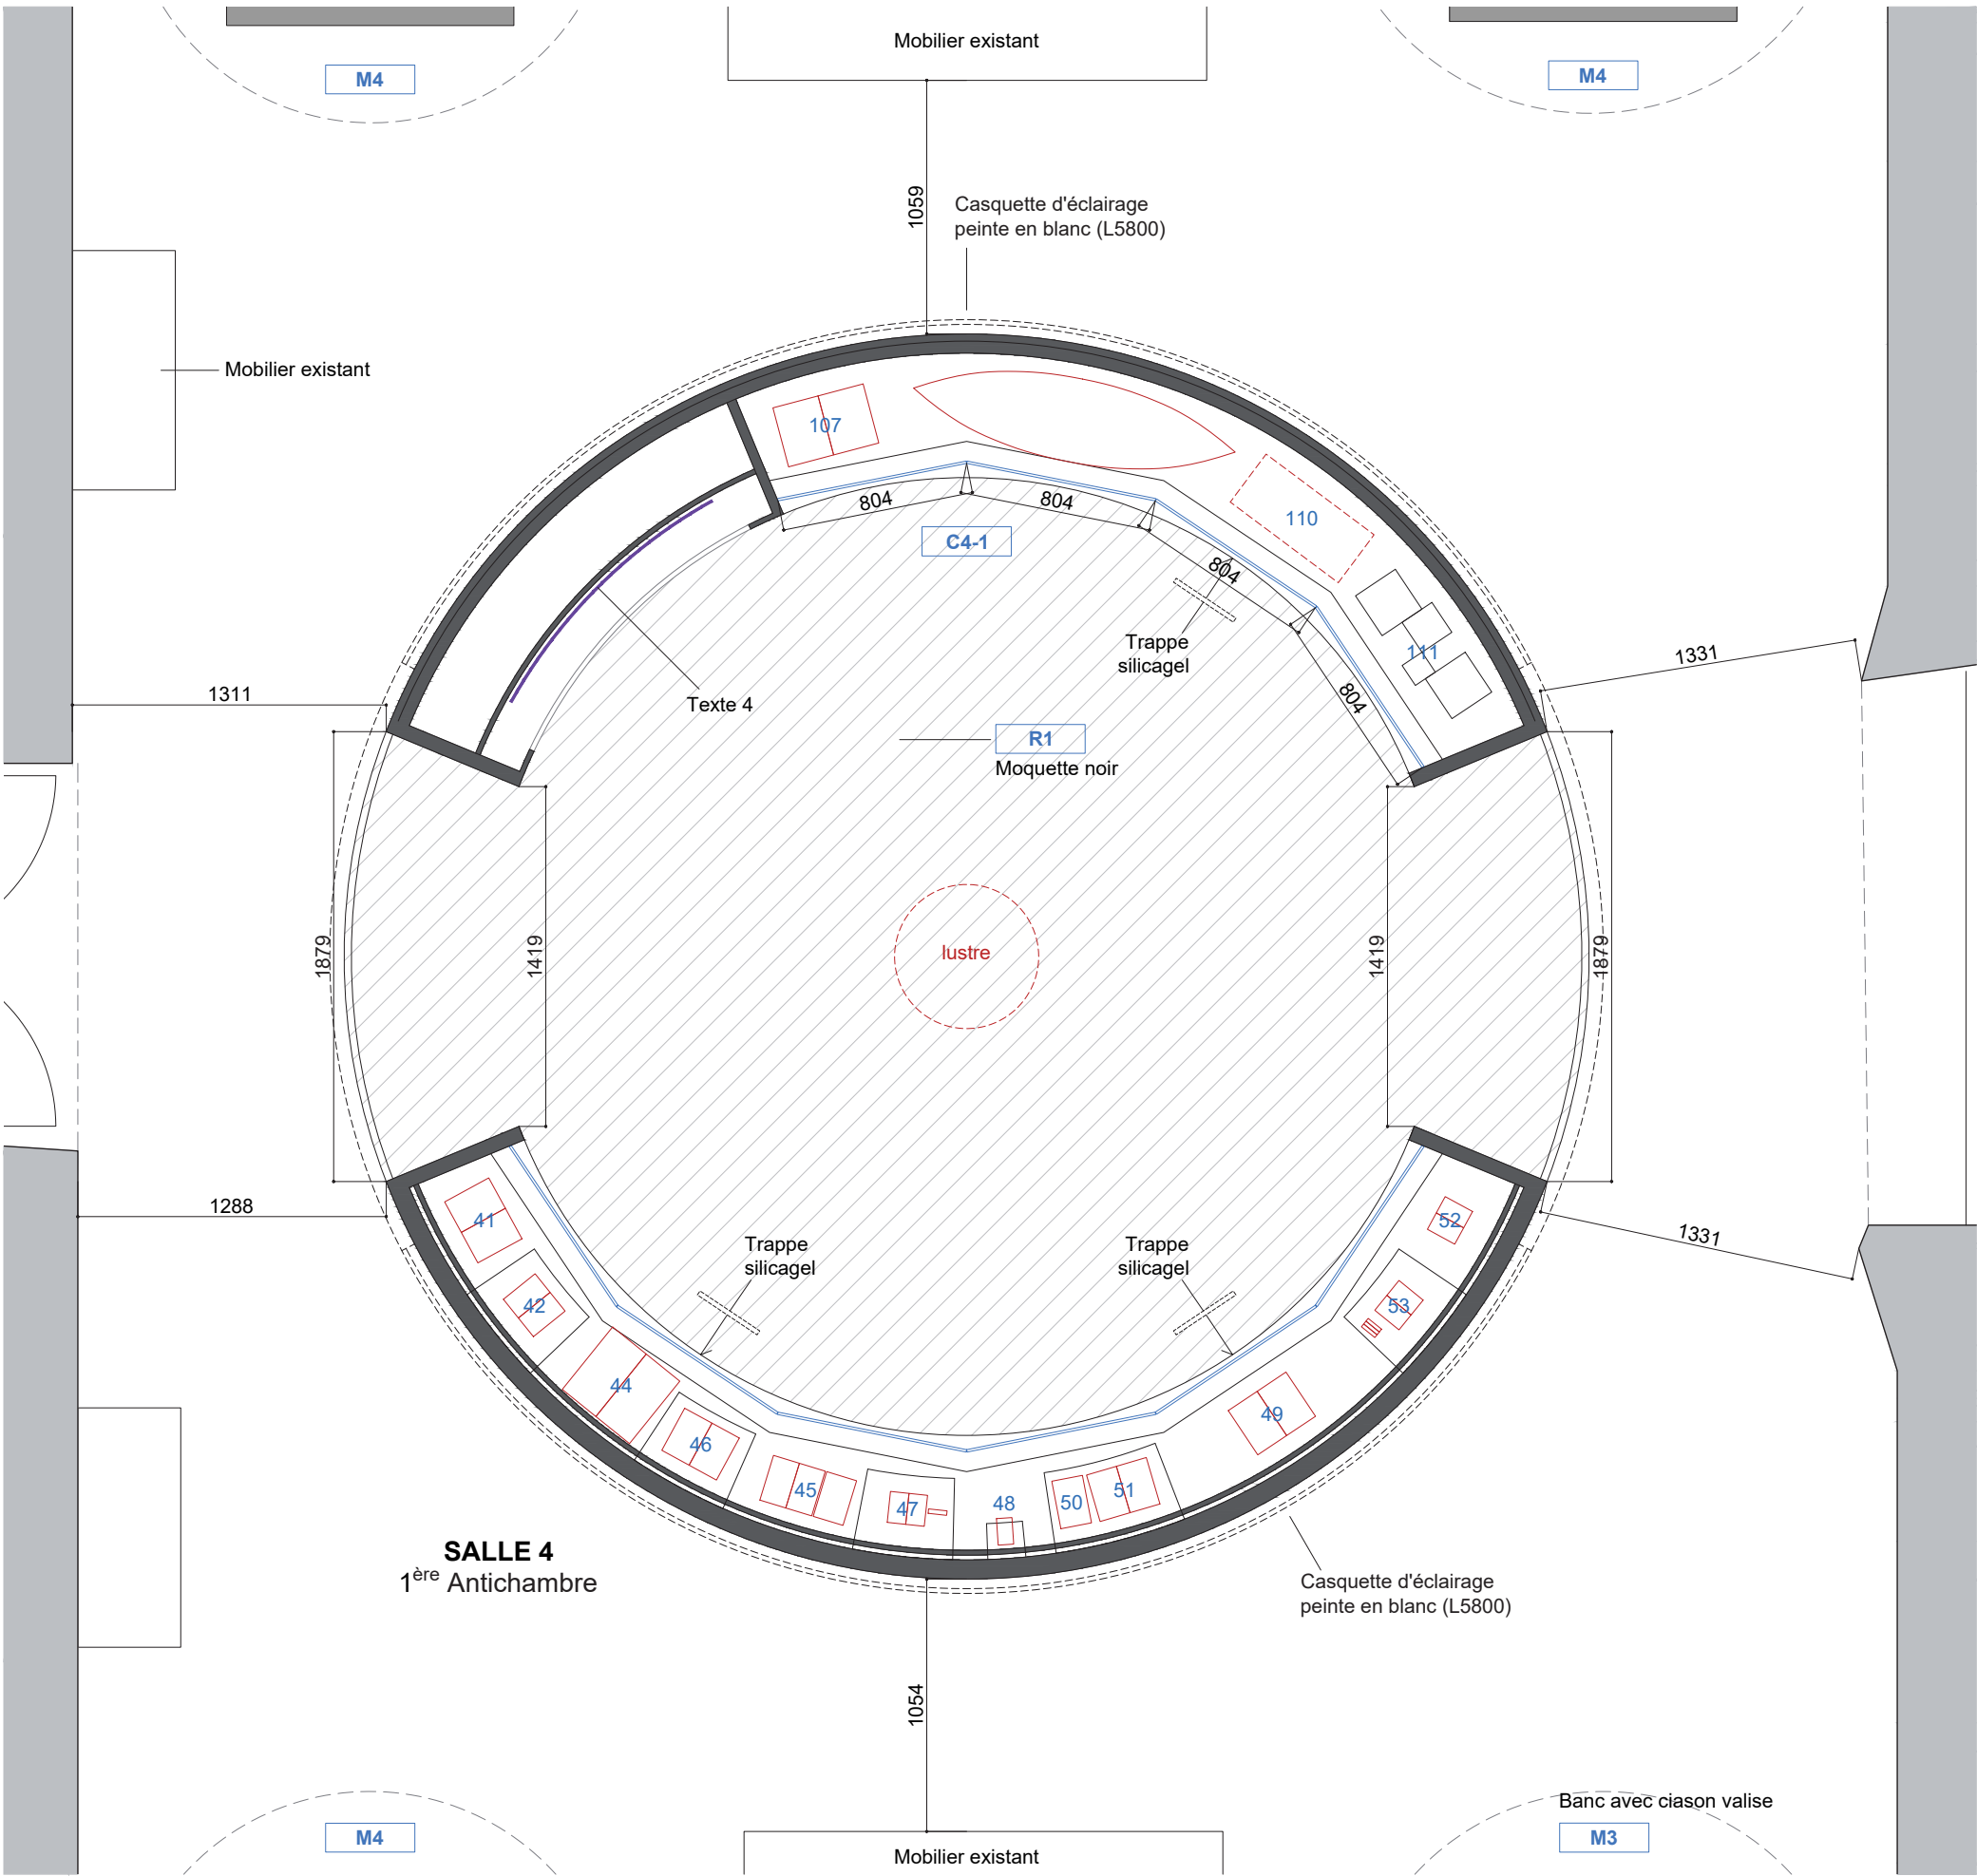 Mobilier existant
M4
M4
1059
Casquette d'éclairage
peinte en blanc (L5800)
Mobilier existant
107
804
804
110
C4-1
804
Trappe
silicagel
111
1331
1311
Texte 4
804
R1
Moquette noir
1879
1419
lustre
1419
1879
1288
41
Trappe
silicagel
Trappe
silicagel
52
1331
42
53
44
46
49
45
47
48
50
51
SALLE 4
1ère Antichambre
Casquette d'éclairage
peinte en blanc (L5800)
1054
Banc avec ciason valise
M4
M3
Mobilier existant